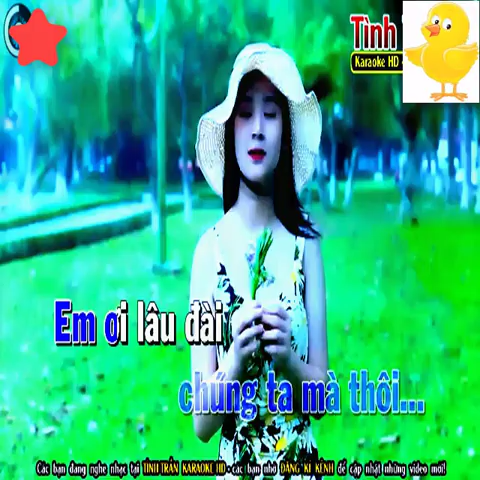 Tình
Karaoke HD
Em ơi lâu đài
chúng ta mà thôi...
Các bạn đang nghe nhạc tại TÌNH TRẦN KARAOKE HD - các bạn nhớ ĐĂNG KÍ KÊNH để cập nhật những video mới!